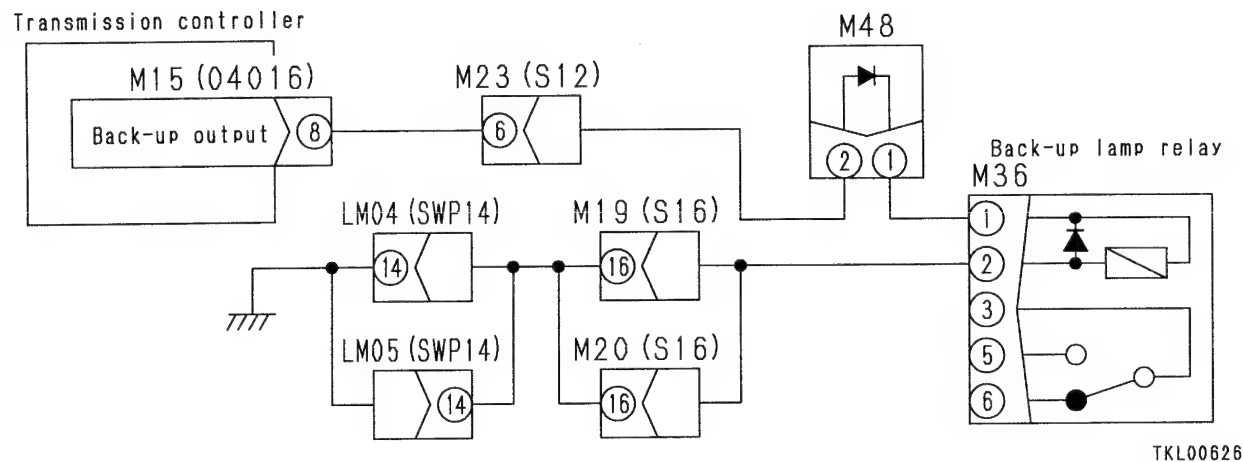 Transmission controller
M15 (04016)
Back-up output
8
M23 (S12)
6
M48
2 1
Back-up lamp relay
M36
1
2
3
5
6
LM04 (SWP14)
14
M19 (S16)
16
LM05 (SWP14)
14
M20 (S16)
16
TKL00626